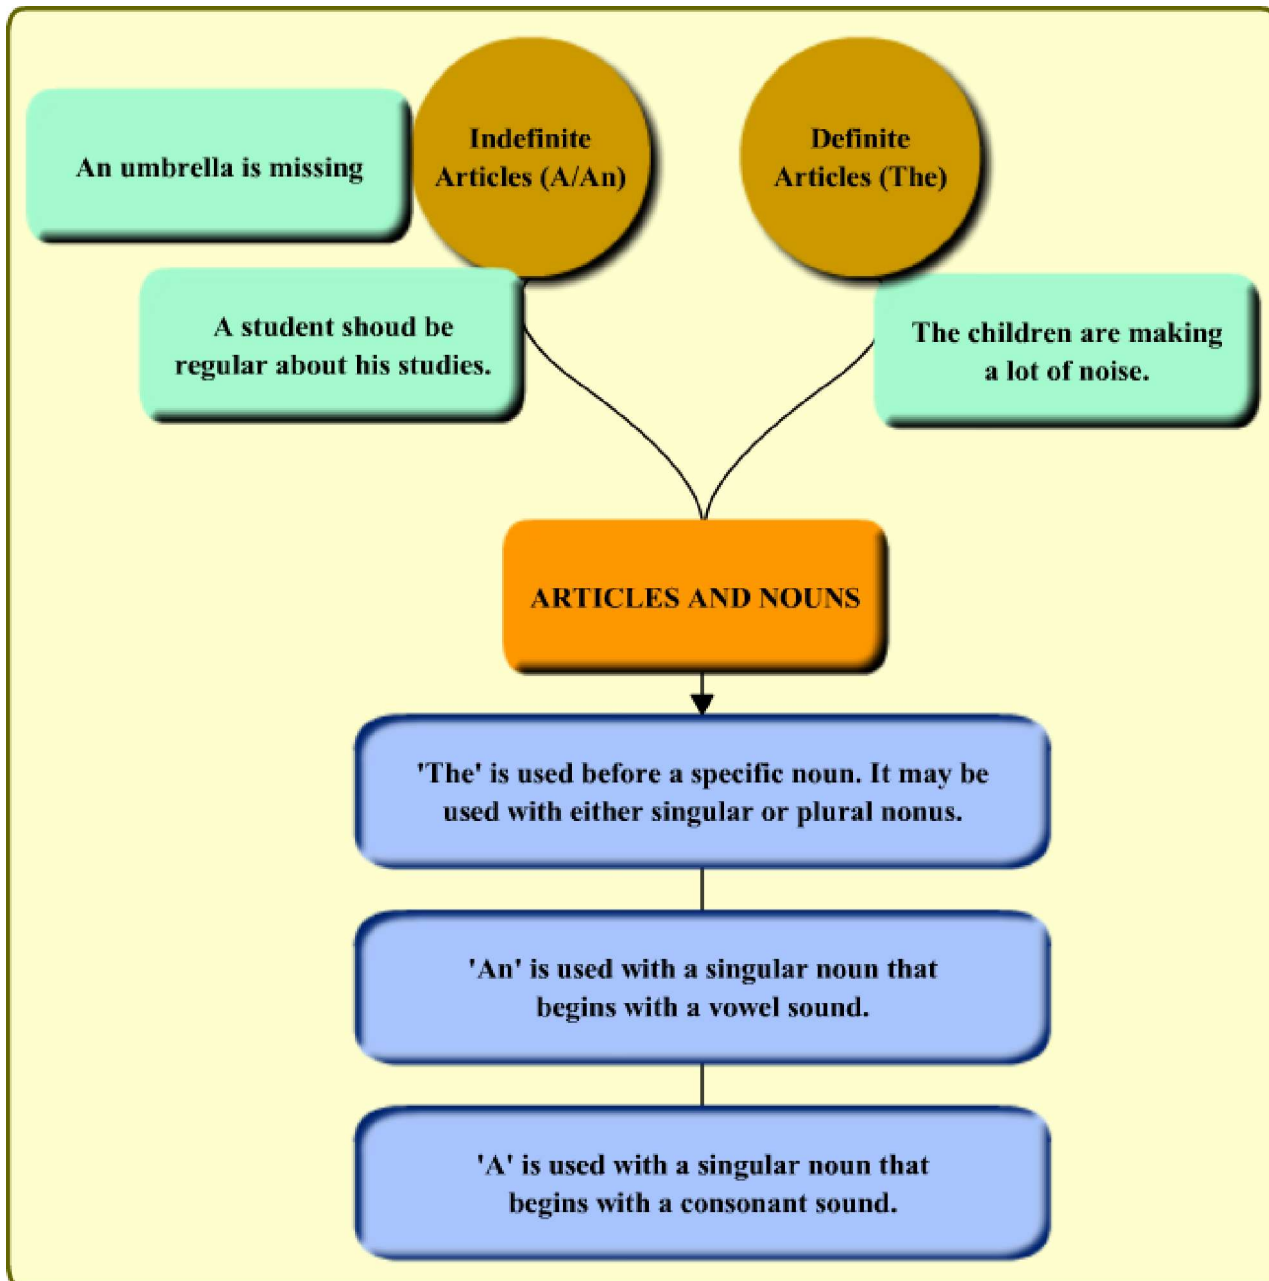 An umbrella is missing
Indefinite
Articles (A/An)
Definite
Articles (The)
A student shoud be
regular about his studies.
The children are making
a lot of noise.
ARTICLES AND NOUNS
'The' is used before a specific noun. It may be
used with either singular or plural nonus.
'An' is used with a singular noun that
begins with a vowel sound.
'A' is used with a singular noun that
begins with a consonant sound.